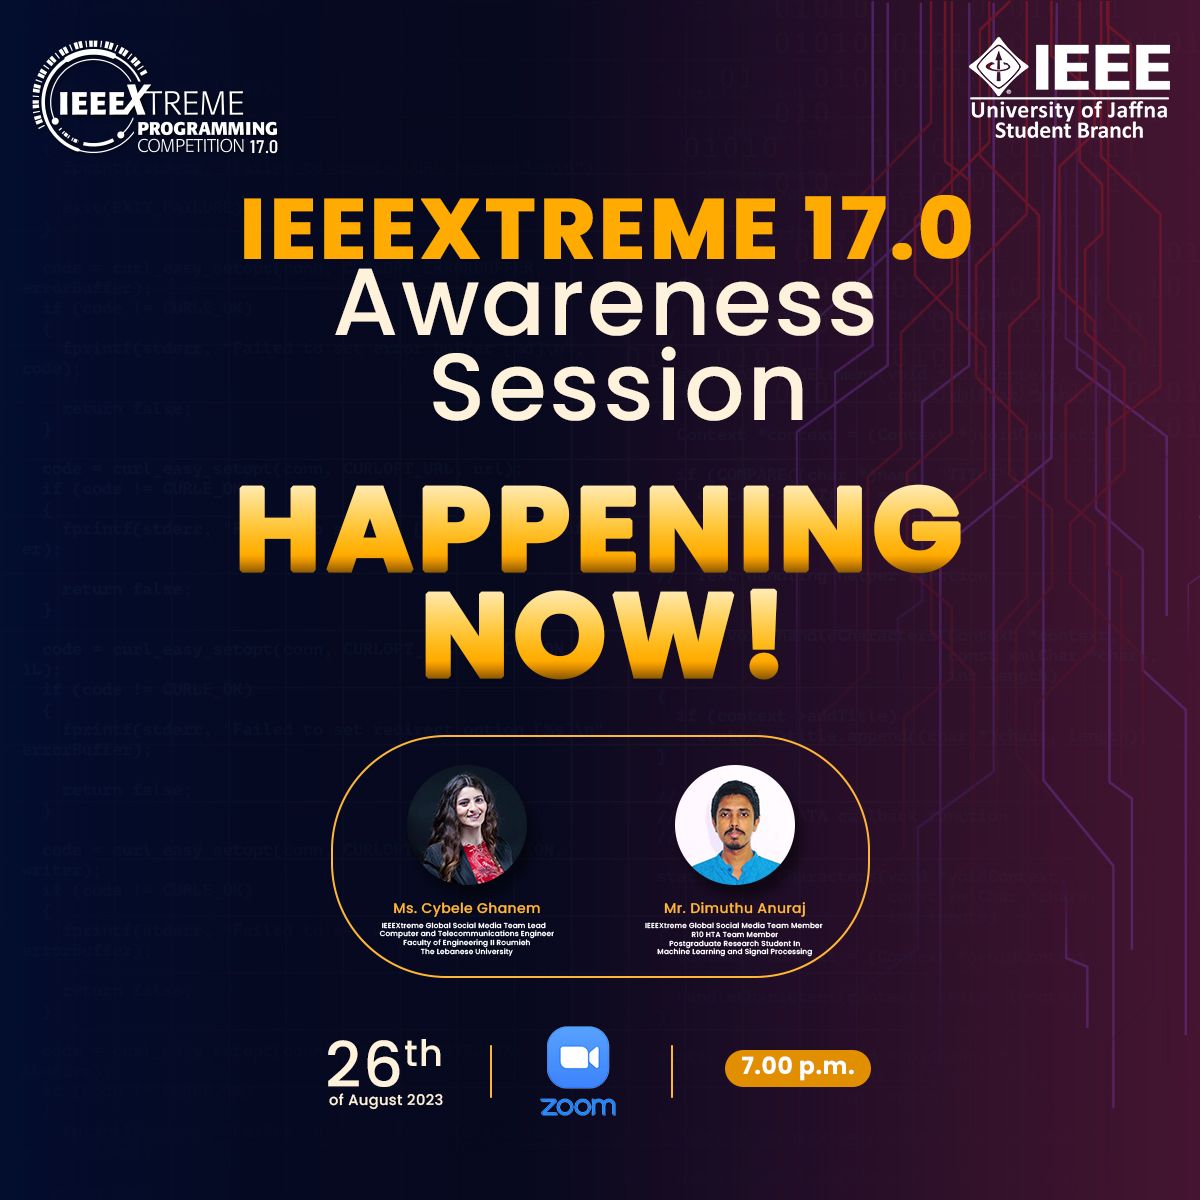 IEEEXTREME
PROGRAMMING
COMPETITION 17.0
IEEE
University of Jaffna
Student Branch
IEEEXTREME 17.0
Awareness
Session
HAPPENING
NOW!
Ms. Cybele Ghanem
IEEEXtreme Global Social Media Team Lead
Computer and Telecommunications Engineer
Faculty of Engineering II Roumieh
The Lebanese University
Mr. Dimuthu Anuraj
IEEEXtreme Global Social Media Team Member
R10 HTA Team Member
Postgraduate Research Student In
Machine Learning and Signal Processing
26th
of August 2023
zoom
7.00 p.m.